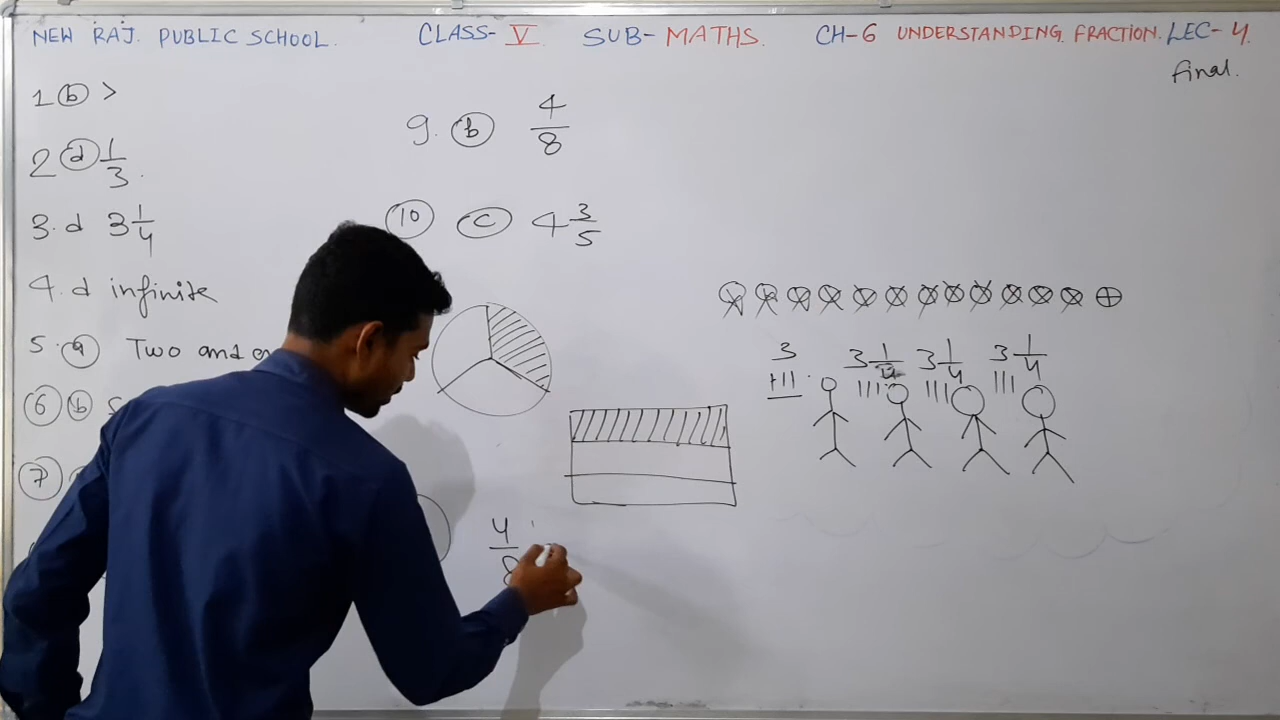 NEW RAJ. PUBLIC SCHOOL. CLASS- V. SUB- MATHS. CH-6 UNDERSTANDING. FRACTION. LEC- 4.
final.
1 (b) >
2 (d) 1/3.
3. d 3 1/4
4. d infinite
5. (a) Two and
(6) (b)
(7)
9. (b) 4/8
(10) (c) 4 3/5
3 3 1/4 3 1/4 3 1/4
+||| ||| ||| |||
4/8